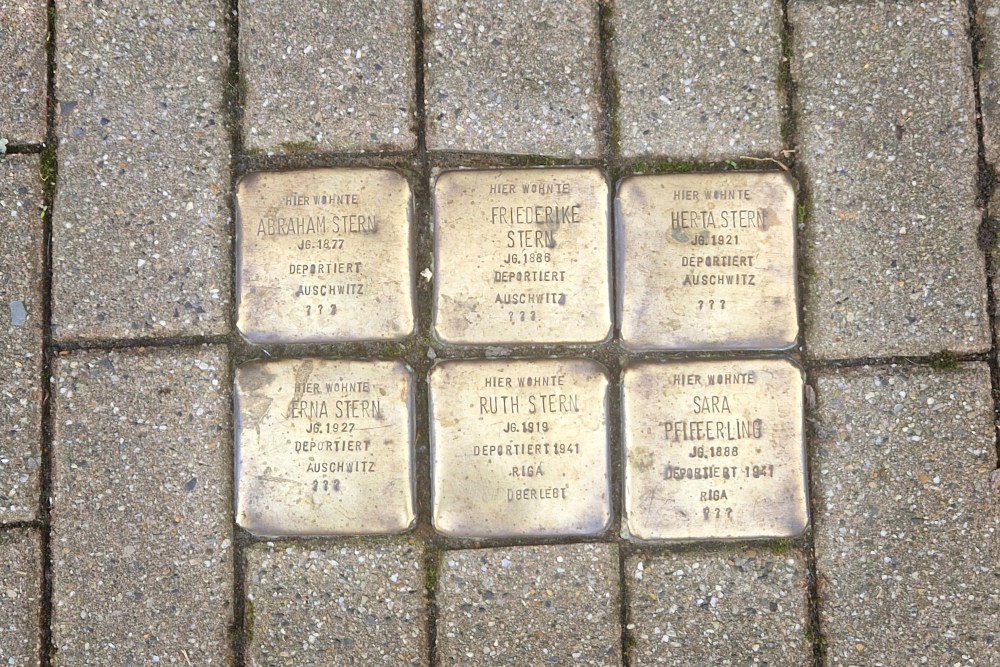 HIER WOHNTE
ABRAHAM STERN
JG. 1877
DEPORTIERT
AUSCHWITZ
? ? ?
HIER WOHNTE
FRIEDERIKE
STERN
JG. 1886
DEPORTIERT
AUSCHWITZ
? ? ?
HIER WOHNTE
HERTA STERN
JG. 1921
DEPORTIERT
AUSCHWITZ
? ? ?
HIER WOHNTE
ERNA STERN
JG. 1927
DEPORTIERT
AUSCHWITZ
? ? ?
HIER WOHNTE
RUTH STERN
JG. 1919
DEPORTIERT 1941
RIGA
ÜBERLEBT
HIER WOHNTE
SARA
PFIFFERLING
JG. 1888
DEPORTIERT 1941
RIGA
? ? ?